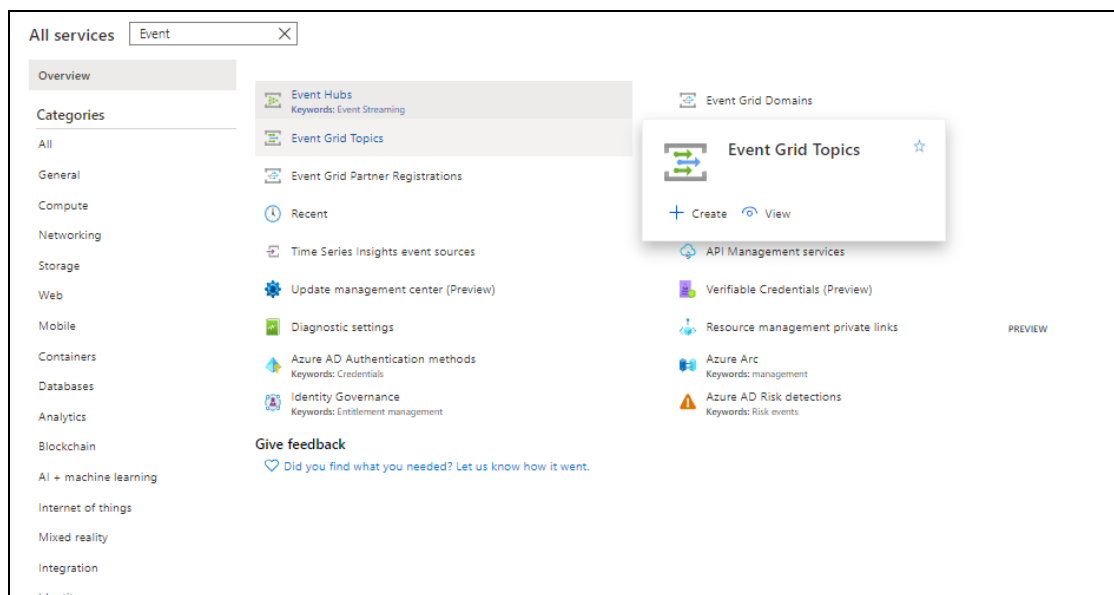 All services
Event
Overview
Categories
All
General
Compute
Networking
Storage
Web
Mobile
Containers
Databases
Analytics
Blockchain
AI + machine learning
Internet of things
Mixed reality
Integration
Event Hubs
Keywords: Event Streaming
Event Grid Topics
Event Grid Partner Registrations
Recent
Time Series Insights event sources
Update management center (Preview)
Diagnostic settings
Azure AD Authentication methods
Keywords: Credentials
Identity Governance
Keywords: Entitlement management
Event Grid Domains
Event Grid Topics
Create View
API Management services
Verifiable Credentials (Preview)
Resource management private links PREVIEW
Azure Arc
Keywords: management
Azure AD Risk detections
Keywords: Risk events
Give feedback
Did you find what you needed? Let us know how it went.